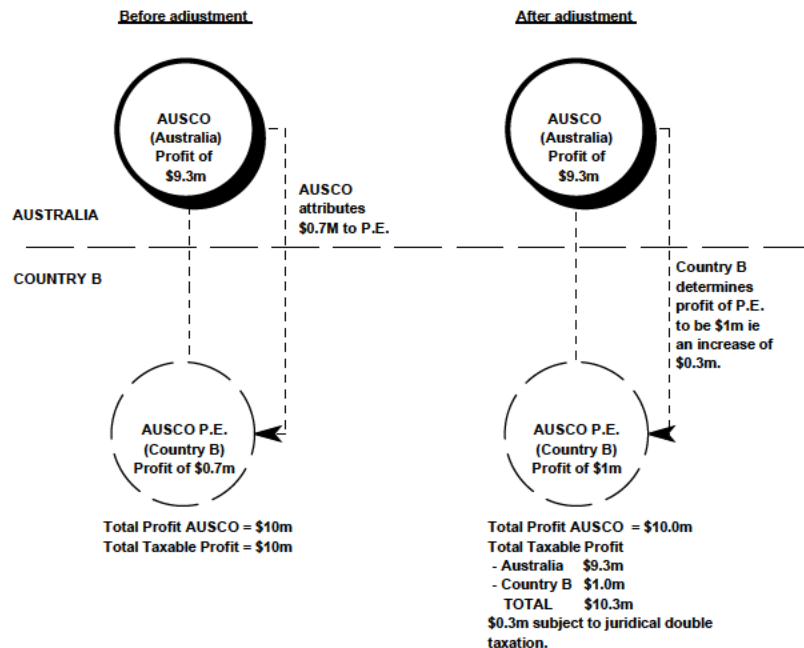 Before adjustment
AUSCO
(Australia)
Profit of
$9.3m
AUSCO
attributes
$0.7M to P.E.
AUSTRALIA
COUNTRY B
AUSCO P.E.
(Country B)
Profit of $0.7m
Total Profit AUSCO = $10m
Total Taxable Profit = $10m
After adjustment
AUSCO
(Australia)
Profit of
$9.3m
Country B
determines
profit of P.E.
to be $1m ie
an increase of
$0.3m.
AUSCO P.E.
(Country B)
Profit of $1m
Total Profit AUSCO = $10.0m
Total Taxable Profit
- Australia $9.3m
- Country B $1.0m
TOTAL $10.3m
$0.3m subject to juridical double
taxation.